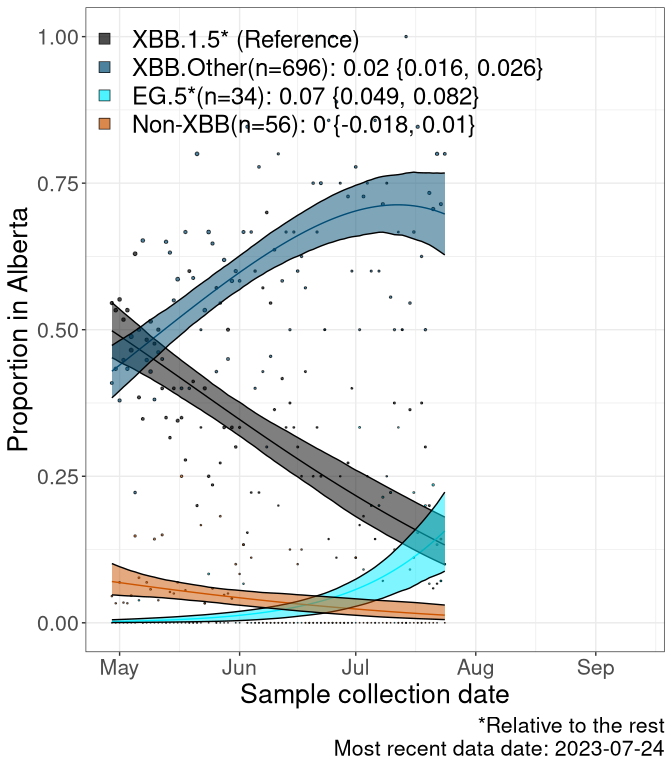 XBB.1.5* (Reference)
XBB.Other(n=696): 0.02 {0.016, 0.026}
EG.5*(n=34): 0.07 {0.049, 0.082}
Non-XBB(n=56): 0 {-0.018, 0.01}
1.00
0.75
0.50
0.25
0.00
Proportion in Alberta
May Jun Jul Aug Sep
Sample collection date
*Relative to the rest
Most recent data date: 2023-07-24